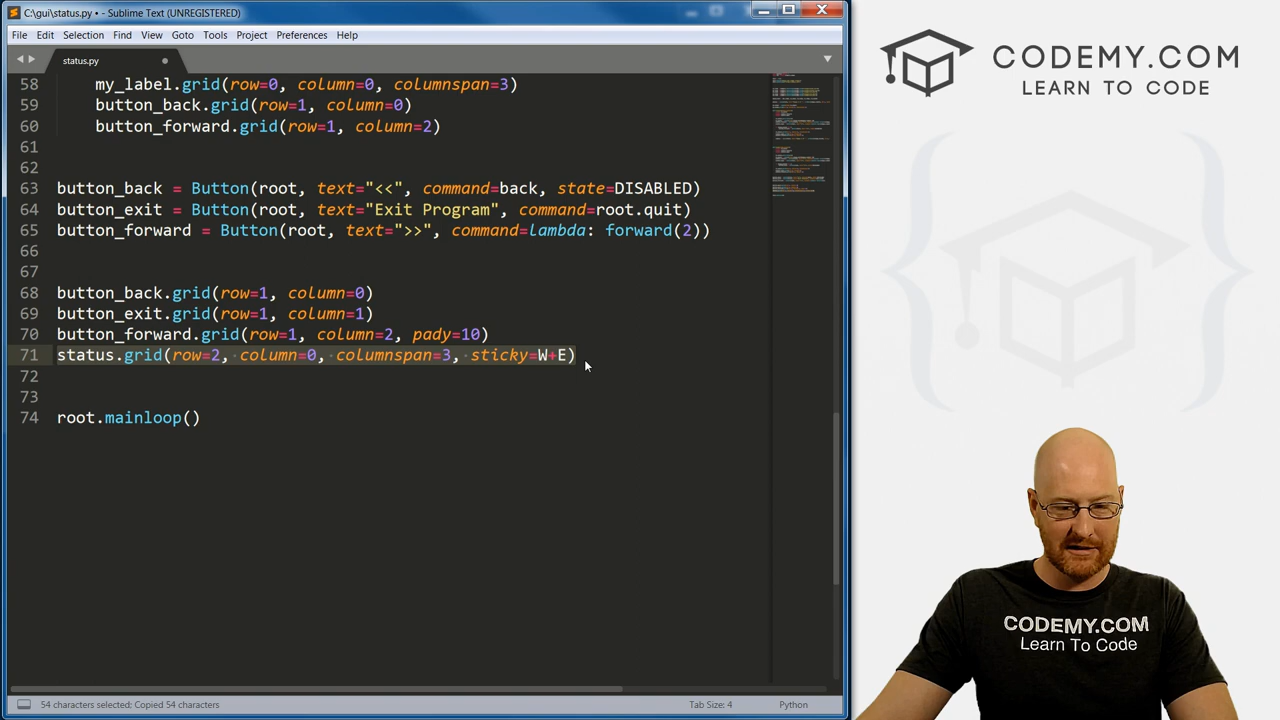 C:\gui\status.py • - Sublime Text (UNREGISTERED)
File Edit Selection Find View Goto Tools Project Preferences Help
status.py
58 my_label.grid(row=0, column=0, columnspan=3)
59 button_back.grid(row=1, column=0)
60 button_forward.grid(row=1, column=2)
61
62
63 button_back = Button(root, text="<<", command=back, state=DISABLED)
64 button_exit = Button(root, text="Exit Program", command=root.quit)
65 button_forward = Button(root, text=">>", command=lambda: forward(2))
66
67
68 button_back.grid(row=1, column=0)
69 button_exit.grid(row=1, column=1)
70 button_forward.grid(row=1, column=2, pady=10)
71 status.grid(row=2, column=0, columnspan=3, sticky=W+E)
72
73
74 root.mainloop()
54 characters selected: Copied 54 characters
Tab Size: 4
Python
CODEMY.COM
LEARN TO CODE
CODEMY.COM
Learn To Code